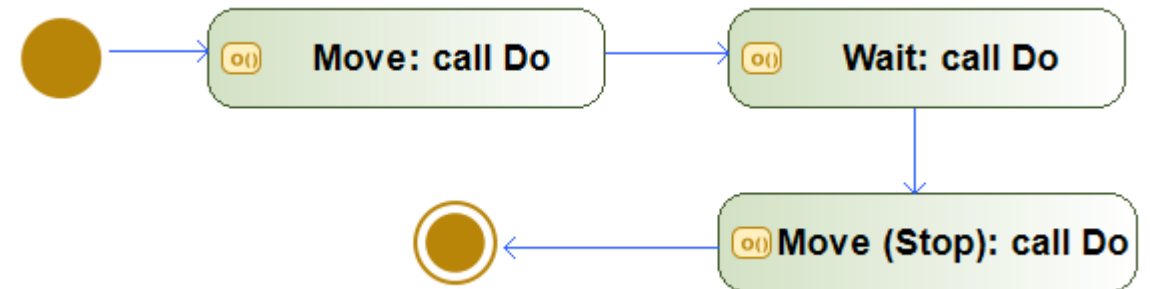 o() Move: call Do
o() Wait: call Do
o() Move (Stop): call Do